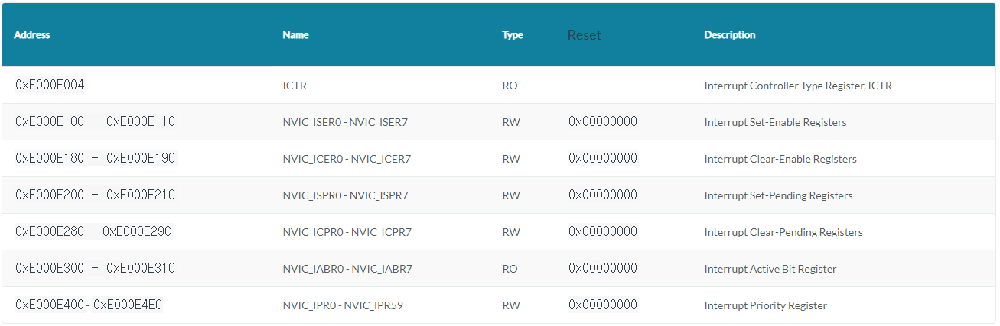 Address Name Type Reset Description
0xE000E004 ICTR RO - Interrupt Controller Type Register, ICTR
0xE000E100 - 0xE000E11C NVIC_ISER0 - NVIC_ISER7 RW 0x00000000 Interrupt Set-Enable Registers
0xE000E180 - 0xE000E19C NVIC_ICER0 - NVIC_ICER7 RW 0x00000000 Interrupt Clear-Enable Registers
0xE000E200 - 0xE000E21C NVIC_ISPR0 - NVIC_ISPR7 RW 0x00000000 Interrupt Set-Pending Registers
0xE000E280 - 0xE000E29C NVIC_ICPR0 - NVIC_ICPR7 RW 0x00000000 Interrupt Clear-Pending Registers
0xE000E300 - 0xE000E31C NVIC_IABR0 - NVIC_IABR7 RO 0x00000000 Interrupt Active Bit Register
0xE000E400 - 0xE000E4EC NVIC_IPR0 - NVIC_IPR59 RW 0x00000000 Interrupt Priority Register